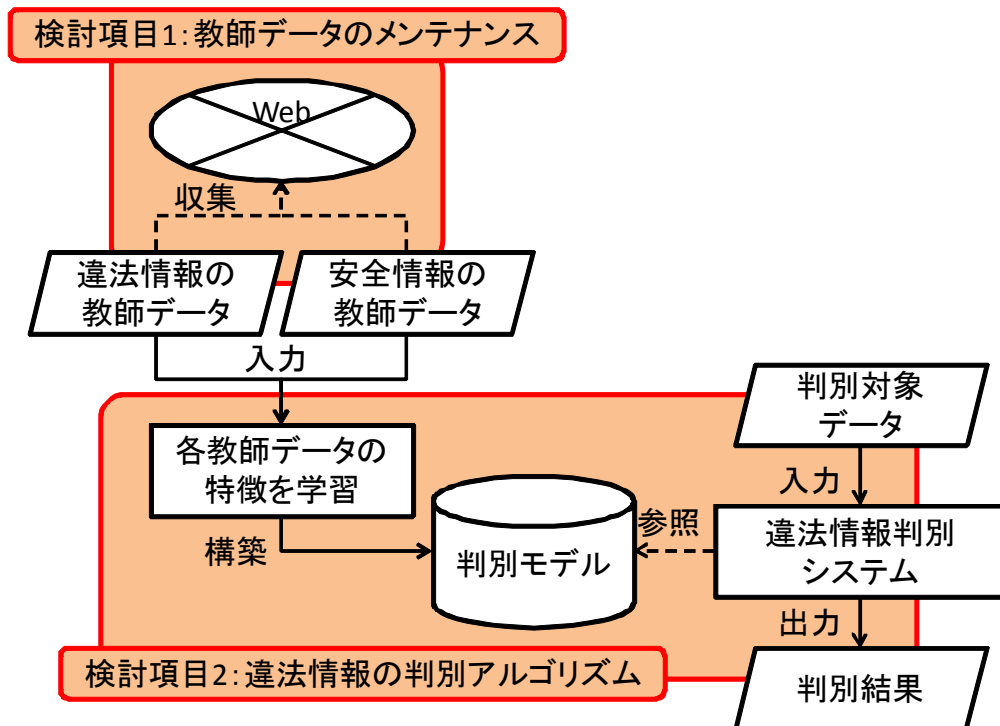 検討項目1:教師データのメンテナンス
Web
収集
違法情報の
教師データ
安全情報の
教師データ
入力
判別対象
データ
各教師データの
特徴を学習
入力
構築
判別モデル
参照
違法情報判別
システム
出力
検討項目2:違法情報の判別アルゴリズム
判別結果